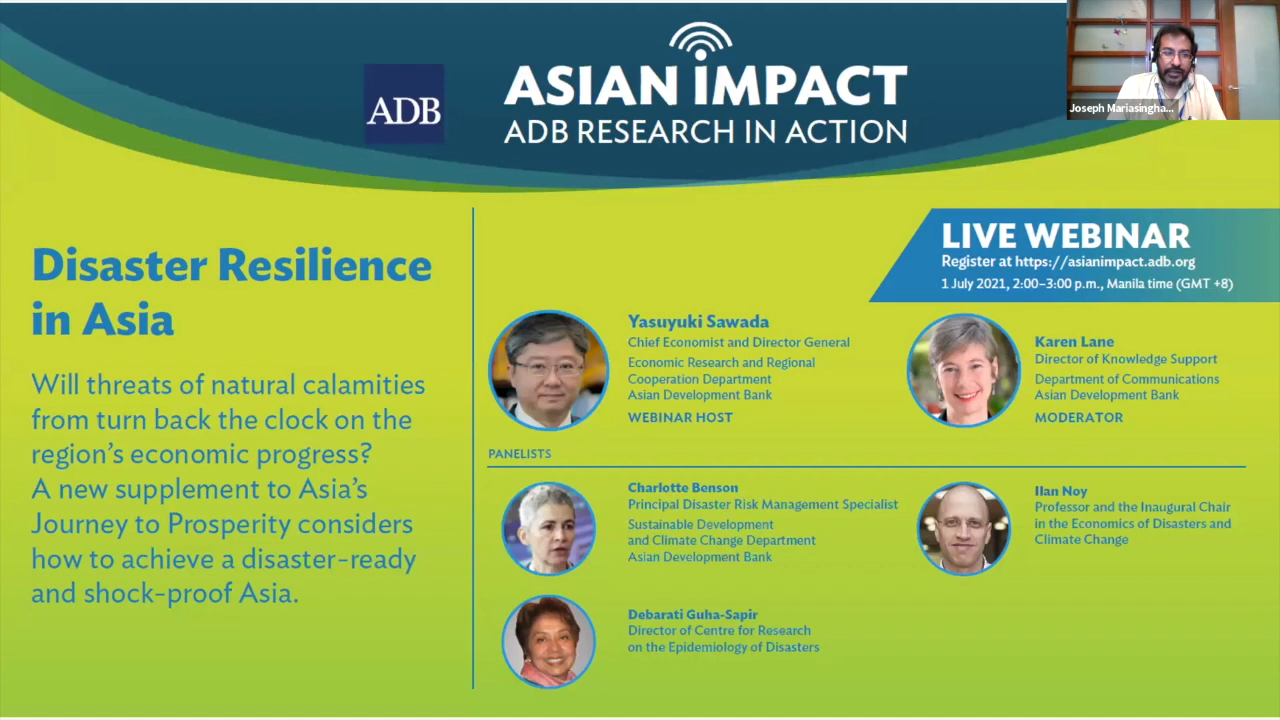 ADB
ASIAN IMPACT
ADB RESEARCH IN ACTION
Joseph Mariasingha...
Disaster Resilience
in Asia
Will threats of natural calamities
from turn back the clock on the
region's economic progress?
A new supplement to Asia's
Journey to Prosperity considers
how to achieve a disaster-ready
and shock-proof Asia.
LIVE WEBINAR
Register at https://asianimpact.adb.org
1 July 2021, 2:00–3:00 p.m., Manila time (GMT +8)
Yasuyuki Sawada
Chief Economist and Director General
Economic Research and Regional
Cooperation Department
Asian Development Bank
WEBINAR HOST
Karen Lane
Director of Knowledge Support
Department of Communications
Asian Development Bank
MODERATOR
PANELISTS
Charlotte Benson
Principal Disaster Risk Management Specialist
Sustainable Development
and Climate Change Department
Asian Development Bank
Ilan Noy
Professor and the Inaugural Chair
in the Economics of Disasters and
Climate Change
Debarati Guha-Sapir
Director of Centre for Research
on the Epidemiology of Disasters